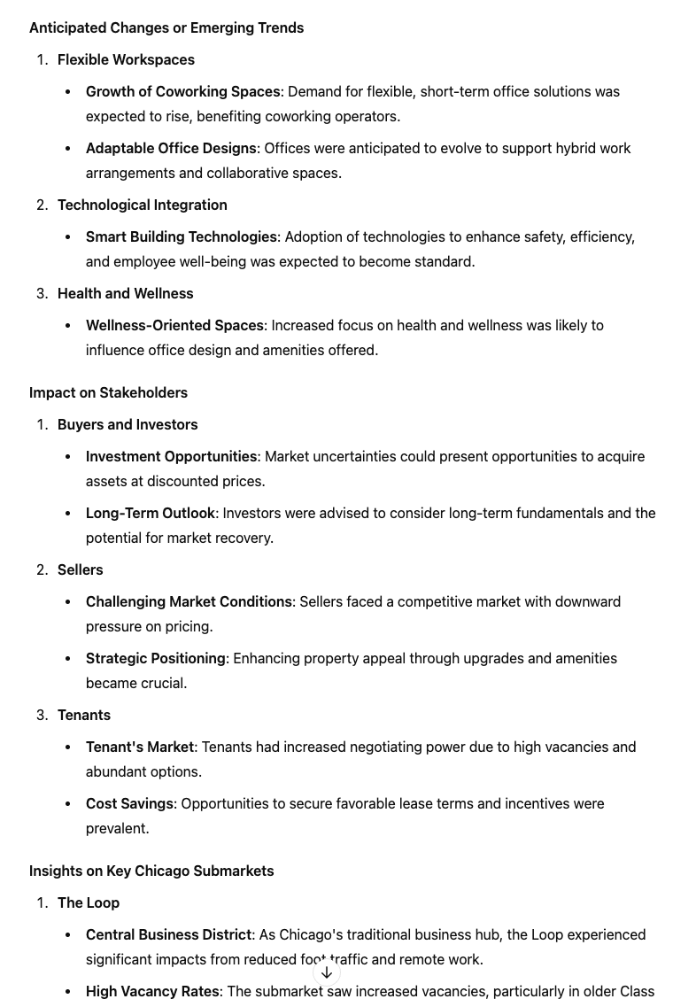 Anticipated Changes or Emerging Trends
1. Flexible Workspaces
• Growth of Coworking Spaces: Demand for flexible, short-term office solutions was
expected to rise, benefiting coworking operators.
• Adaptable Office Designs: Offices were anticipated to evolve to support hybrid work
arrangements and collaborative spaces.
2. Technological Integration
• Smart Building Technologies: Adoption of technologies to enhance safety, efficiency,
and employee well-being was expected to become standard.
3. Health and Wellness
• Wellness-Oriented Spaces: Increased focus on health and wellness was likely to
influence office design and amenities offered.
Impact on Stakeholders
1. Buyers and Investors
• Investment Opportunities: Market uncertainties could present opportunities to acquire
assets at discounted prices.
• Long-Term Outlook: Investors were advised to consider long-term fundamentals and the
potential for market recovery.
2. Sellers
• Challenging Market Conditions: Sellers faced a competitive market with downward
pressure on pricing.
• Strategic Positioning: Enhancing property appeal through upgrades and amenities
became crucial.
3. Tenants
• Tenant's Market: Tenants had increased negotiating power due to high vacancies and
abundant options.
• Cost Savings: Opportunities to secure favorable lease terms and incentives were
prevalent.
Insights on Key Chicago Submarkets
1. The Loop
• Central Business District: As Chicago's traditional business hub, the Loop experienced
significant impacts from reduced foot traffic and remote work.
• High Vacancy Rates: The submarket saw increased vacancies, particularly in older Class